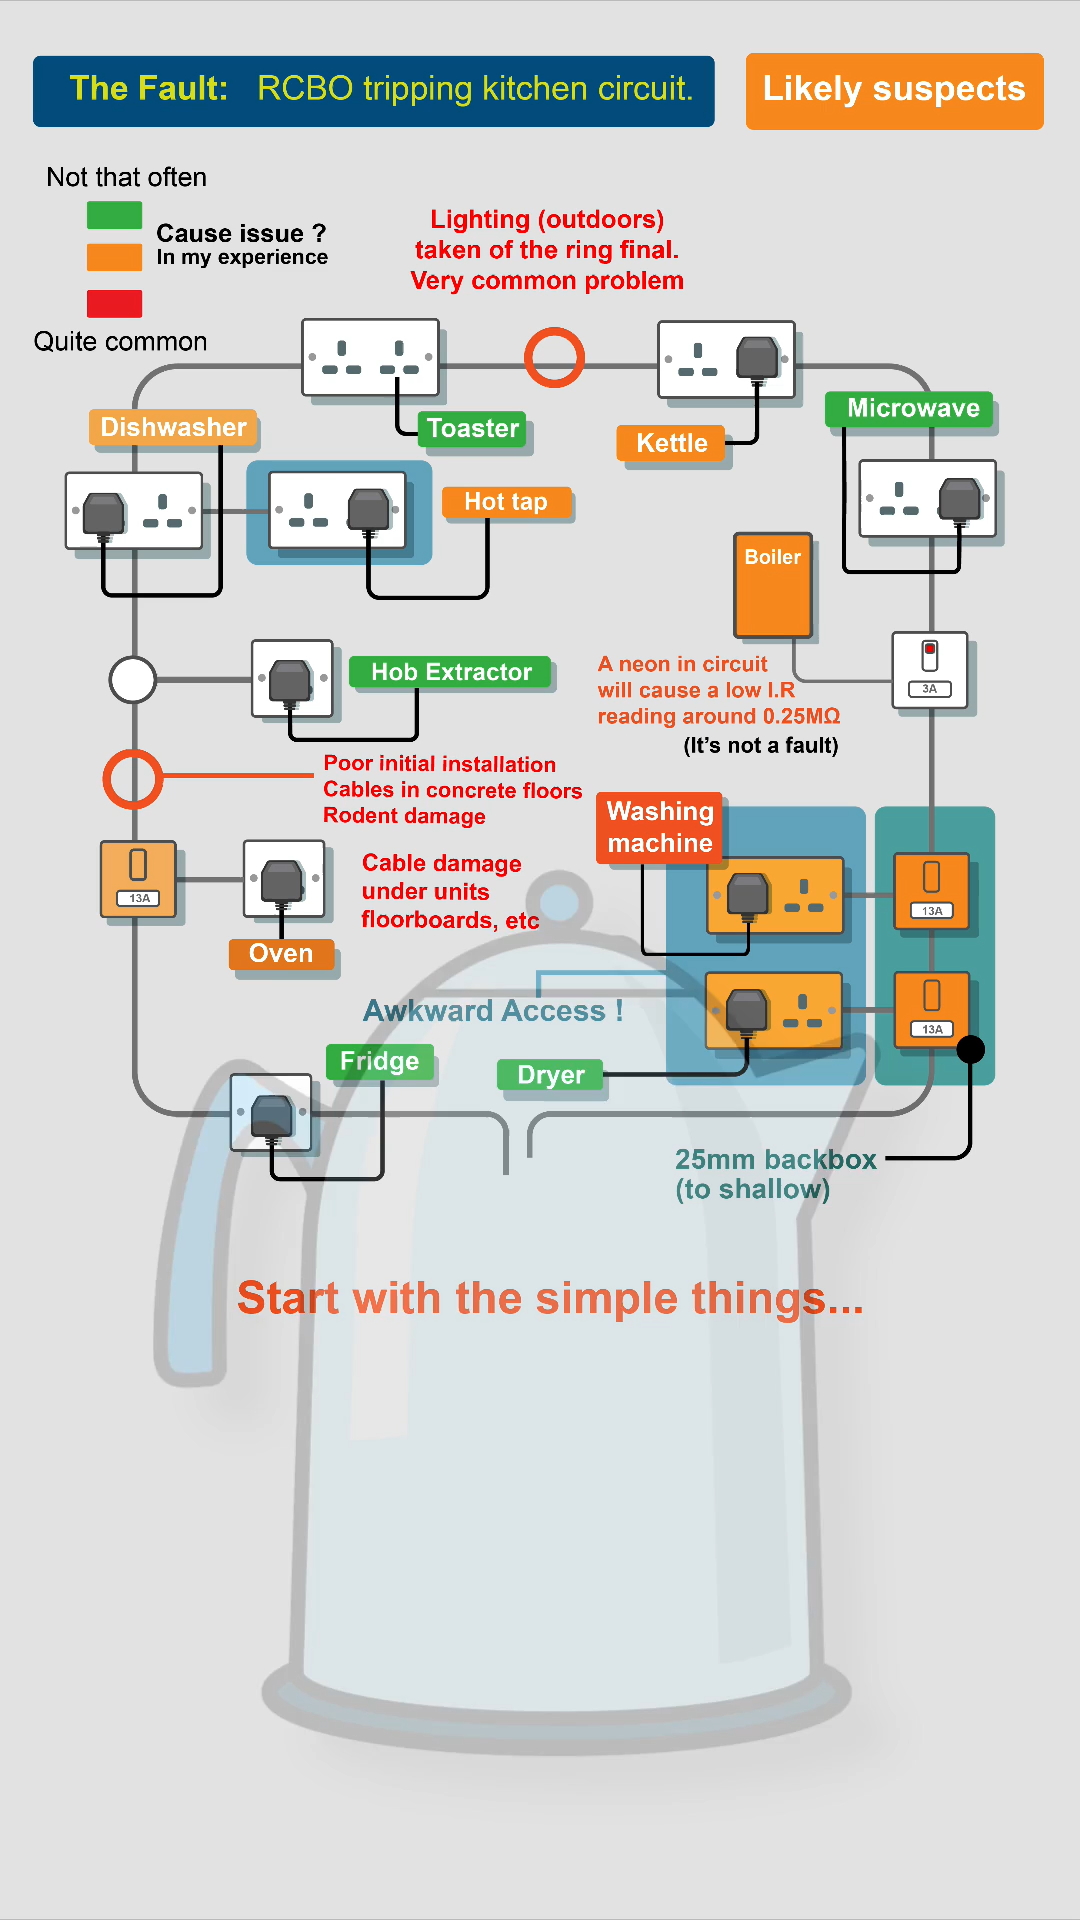 The Fault: RCBO tripping kitchen circuit.
Likely suspects
Not that often
Cause issue ?
In my experience
Quite common
Lighting (outdoors)
taken of the ring final.
Very common problem
Dishwasher
Toaster
Kettle
Microwave
Hot tap
Boiler
Hob Extractor
A neon in circuit
will cause a low I.R
reading around 0.25MΩ
(It's not a fault)
3A
Poor initial installation
Cables in concrete floors
Rodent damage
Washing
machine
Cable damage
under units
floorboards, etc
13A
13A
Oven
Awkward Access !
13A
Fridge
Dryer
25mm backbox
(to shallow)
Start with the simple things...